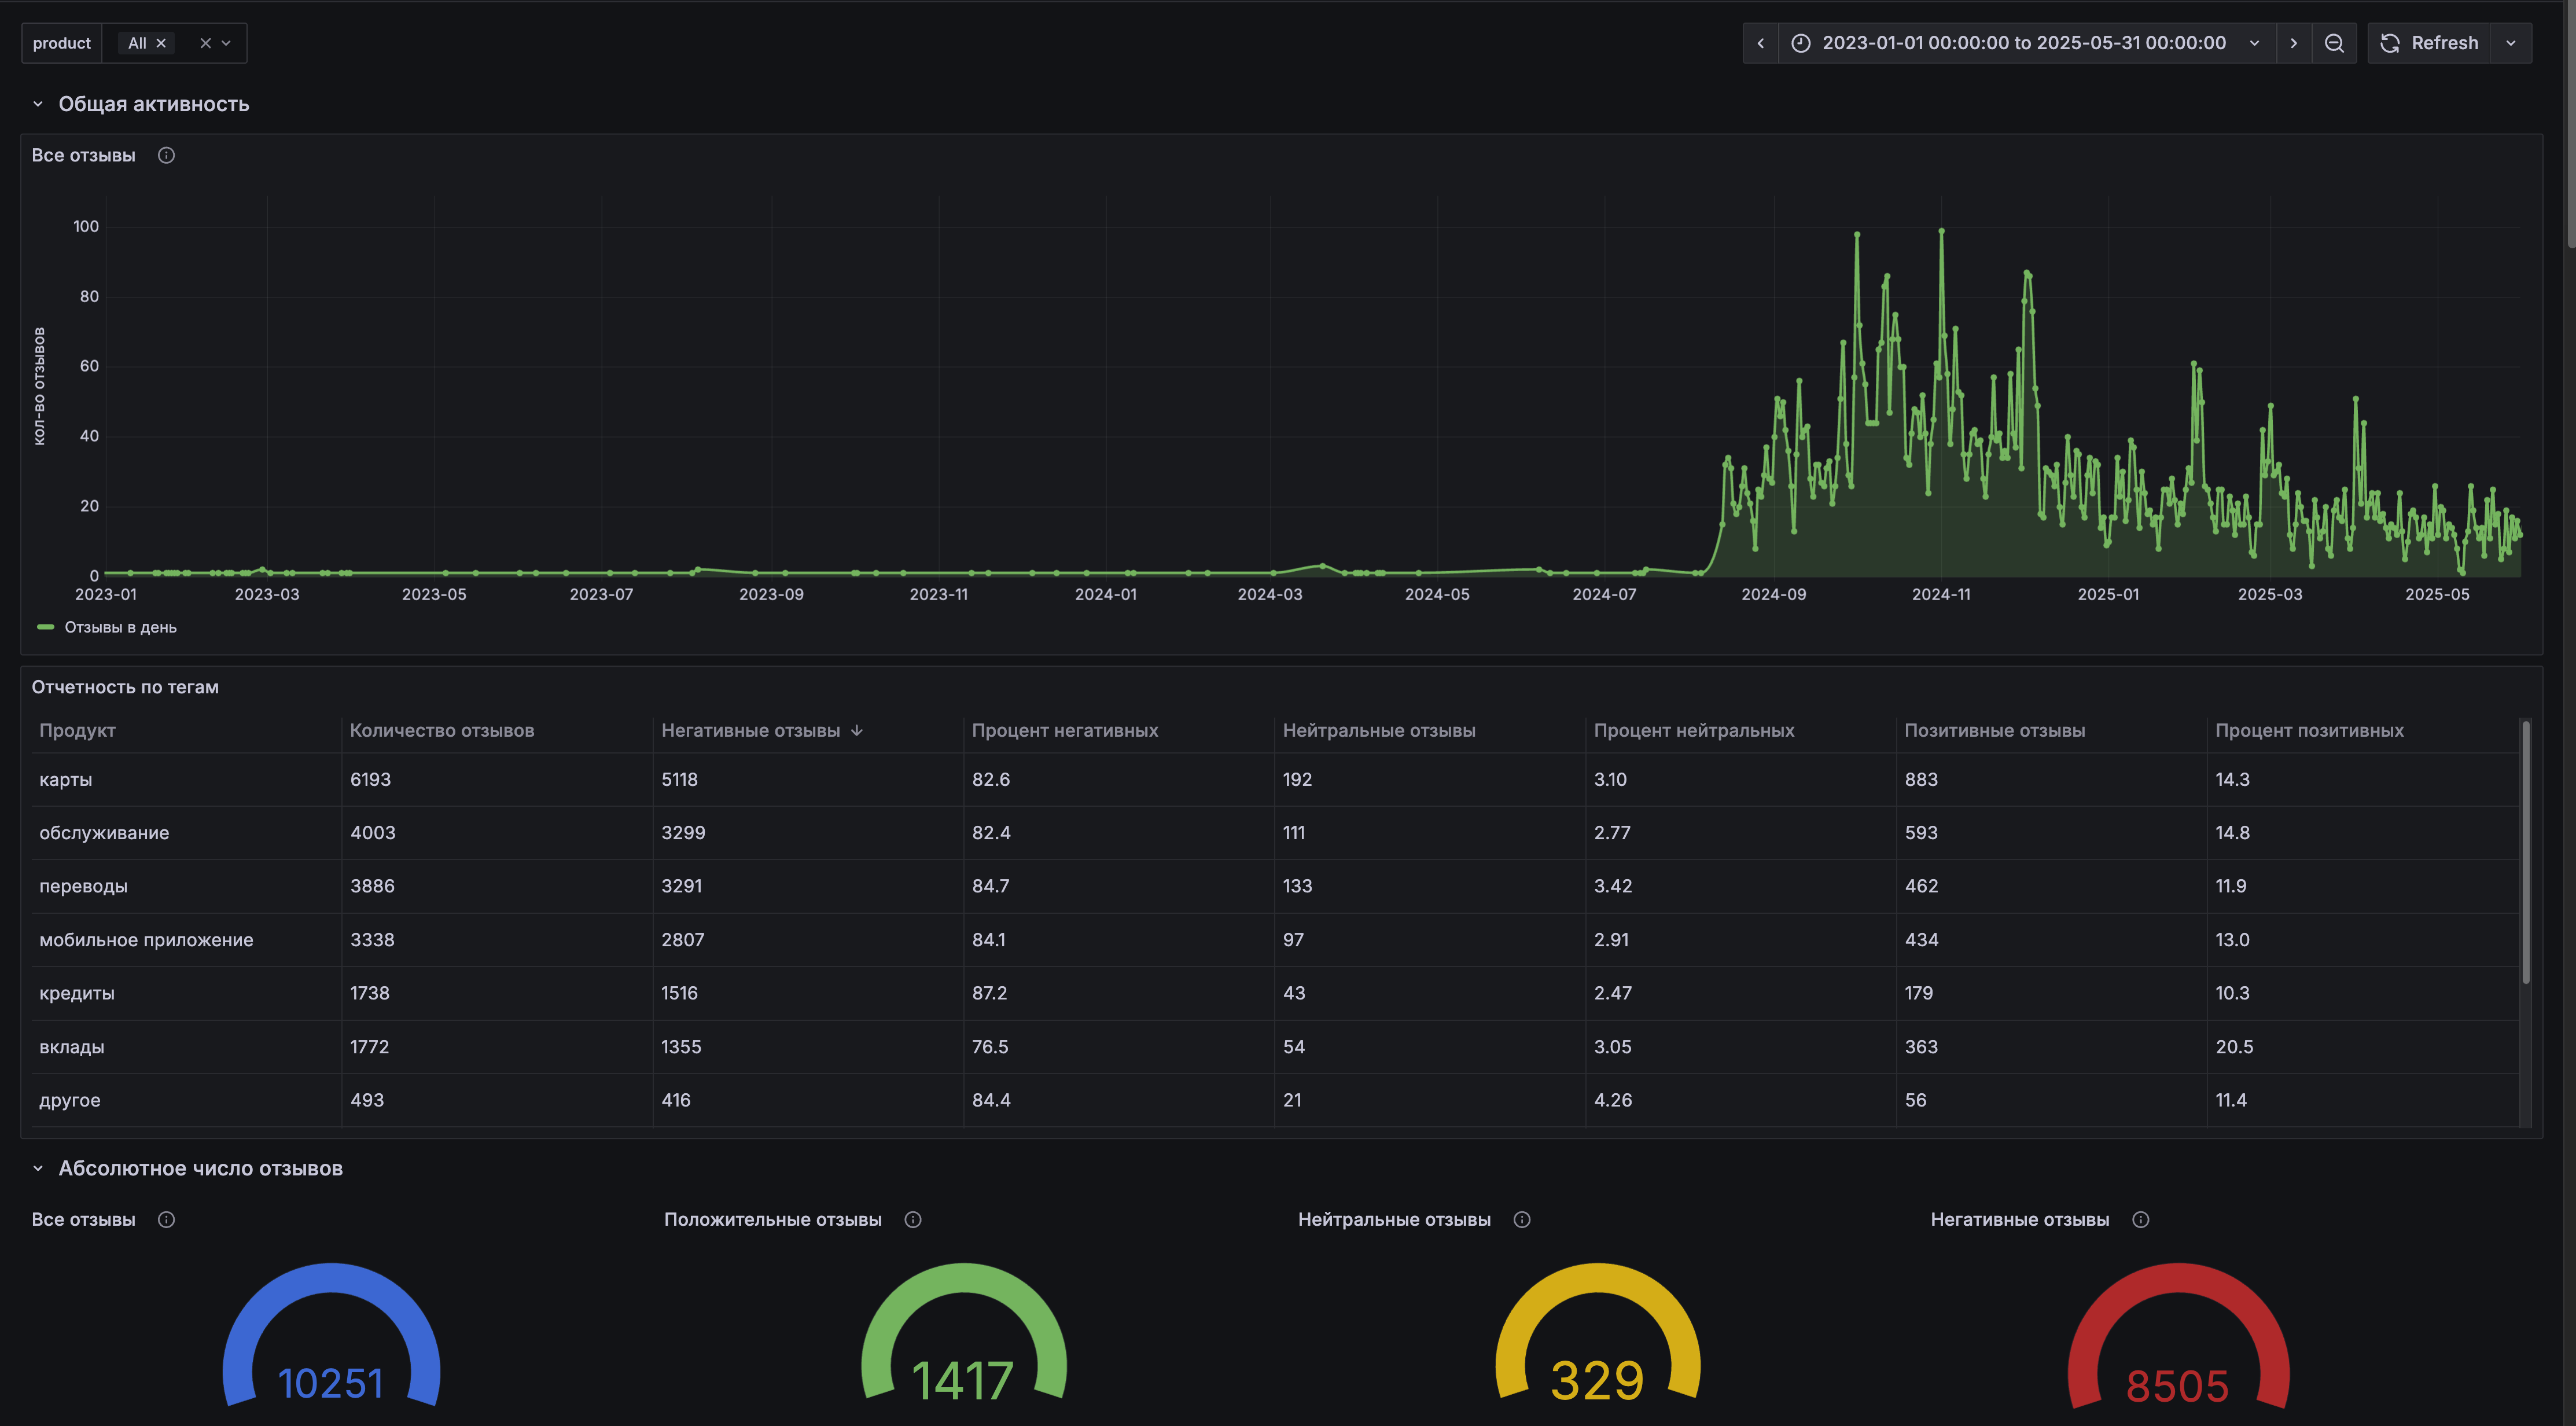 product All
2023-01-01 00:00:00 to 2025-05-31 00:00:00 Refresh
Общая активность
Все отзывы
кол-во отзывов
100
80
60
40
20
0
2023-01 2023-03 2023-05 2023-07 2023-09 2023-11 2024-01 2024-03 2024-05 2024-07 2024-09 2024-11 2025-01 2025-03 2025-05
Отзывы в день
Отчетность по тегам
Продукт Количество отзывов Негативные отзывы Процент негативных Нейтральные отзывы Процент нейтральных Позитивные отзывы Процент позитивных
карты 6193 5118 82.6 192 3.10 883 14.3
обслуживание 4003 3299 82.4 111 2.77 593 14.8
переводы 3886 3291 84.7 133 3.42 462 11.9
мобильное приложение 3338 2807 84.1 97 2.91 434 13.0
кредиты 1738 1516 87.2 43 2.47 179 10.3
вклады 1772 1355 76.5 54 3.05 363 20.5
другое 493 416 84.4 21 4.26 56 11.4
Абсолютное число отзывов
Все отзывы Положительные отзывы Нейтральные отзывы Негативные отзывы
10251 1417 329 8505